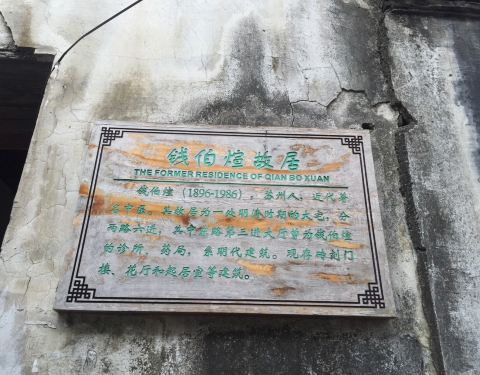 钱伯煊故居
THE FORMER RESIDENCE OF QIAN BO XUAN
钱伯煊(1896-1986),苏州人,近代著
名中医。其故居为一处明清时期的大宅,分
两路六进,其中东路第三进大厅曾为钱伯煊
的诊所、药局,系明代建筑。现存砖刻门
楼、花厅和起居室等建筑。